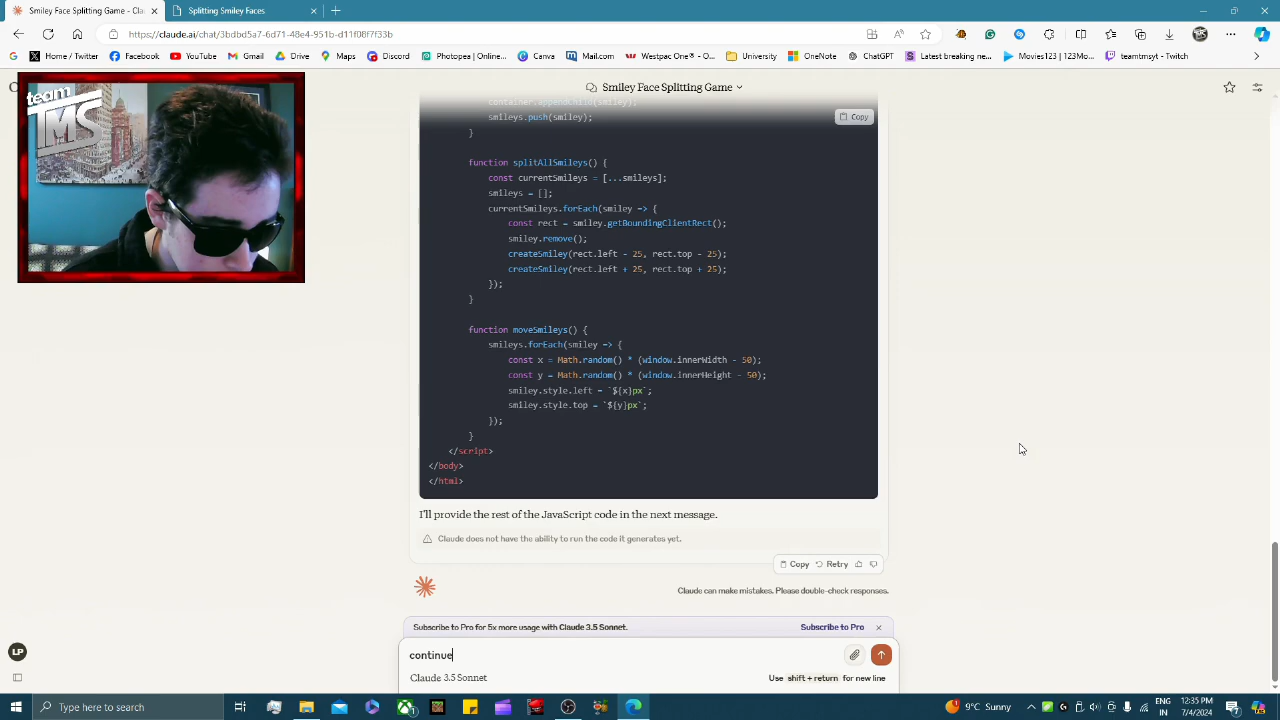 Smiley Face Splitting Game - Cla
Splitting Smiley Faces
https://claude.ai/chat/3bdbd5a7-6d71-48e4-951b-d11f08f7f33b
Home / Twitter
Facebook
Photopea | Online P
Discord
Photopea | Online P
Canva
Mail.com
Westpac One® | O...
University
OneNote
ChatGPT
Latest breaking ne...
Movies123 | 123Mo...
teamtmsyt - Twitch
team
TMS
Smiley Face Splitting Game
container.appendChild(smiley);
Copy
smileys.push(smiley);
}
function splitAllSmileys() {
const currentSmileys = [...smileys];
smileys = [];
currentSmileys.forEach(smiley => {
const rect = smiley.getBoundingClientRect();
smiley.remove();
createSmiley(rect.left - 25, rect.top - 25);
createSmiley(rect.left + 25, rect.top + 25);
});
}
function moveSmileys() {
smileys.forEach(smiley => {
const x = Math.random() * (window.innerWidth - 50);
const y = Math.random() * (window.innerHeight - 50);
smiley.style.left = `${x}px`;
smiley.style.top = `${y}px`;
});
}
</script>
</body>
</html>
I'll provide the rest of the JavaScript code in the next message.
Claude does not have the ability to run the code it generates yet.
Copy Retry
Claude can make mistakes. Please double-check responses.
Subscribe to Pro for 5x more usage with Claude 3.5 Sonnet.
Subscribe to Pro
continue
LP
Claude 3.5 Sonnet
Use shift + return for new line
Type here to search
9°C Sunny
ENG
IN
12:35 PM
7/4/2024